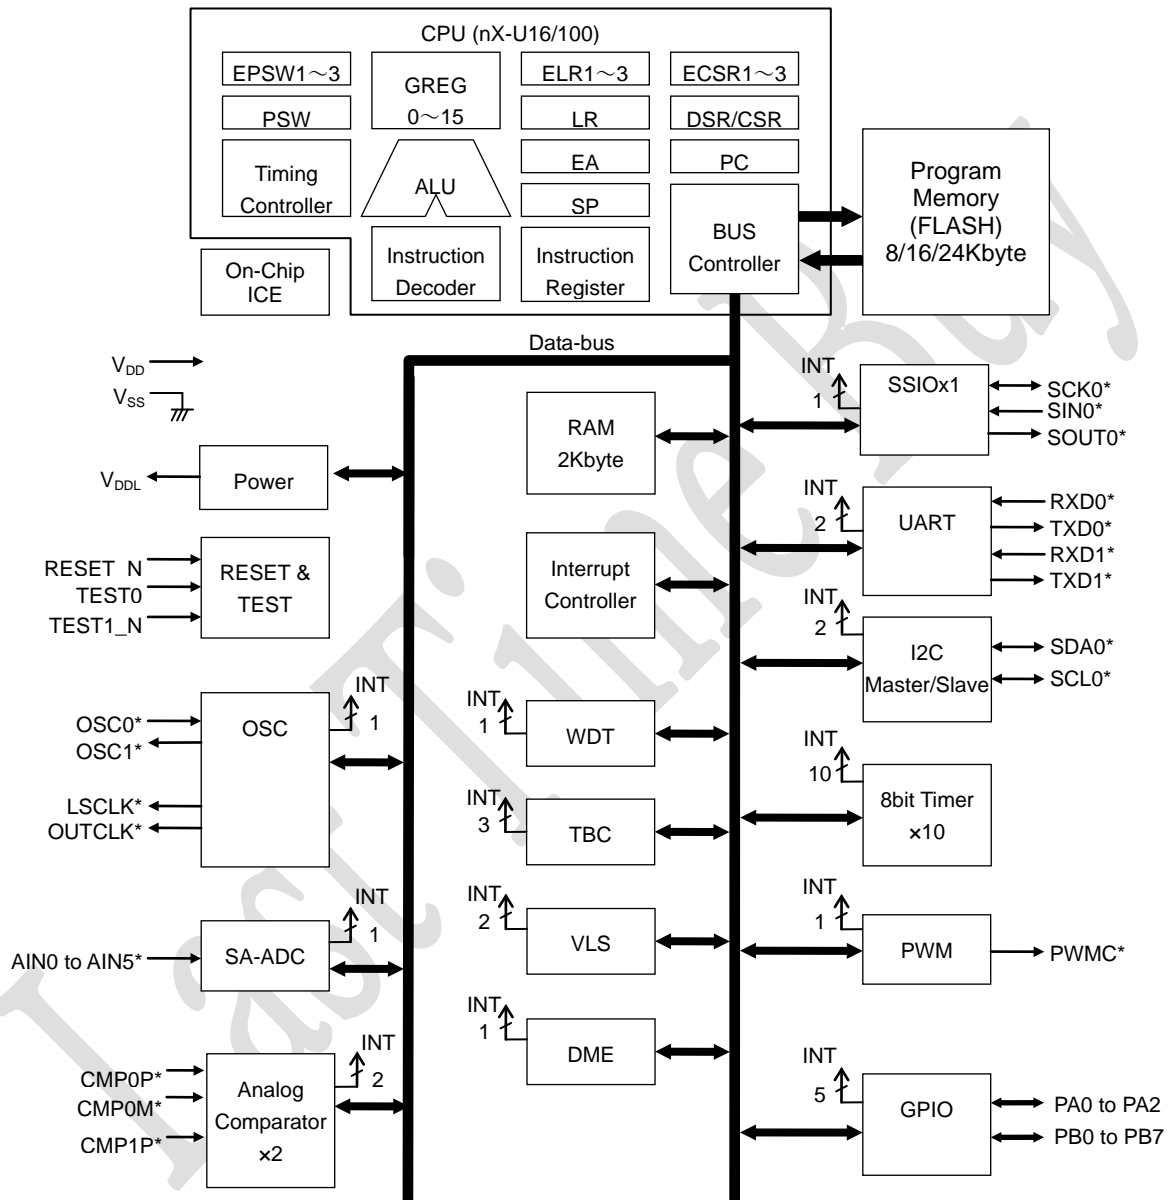 CPU (nX-U16/100)
EPSW1～3
GREG
0～15
ELR1～3
ECSR1～3
PSW
LR
DSR/CSR
Timing
Controller
ALU
EA
PC
SP
BUS
Controller
Program
Memory
(FLASH)
8/16/24Kbyte
On-Chip
ICE
Instruction
Decoder
Instruction
Register
Data-bus
VDD
VSS
VDDL
Power
RESET_N
TEST0
TEST1_N
RESET &
TEST
OSC0*
OSC1*
LSCLK*
OUTCLK*
OSC
INT
1
AIN0 to AIN5*
SA-ADC
INT
1
CMP0P*
CMP0M*
CMP1P*
Analog
Comparator
×2
INT
2
RAM
2Kbyte
Interrupt
Controller
INT
1
WDT
INT
3
TBC
INT
2
VLS
INT
1
DME
INT
1
SSIOx1
SCK0*
SIN0*
SOUT0*
INT
2
UART
RXD0*
TXD0*
RXD1*
TXD1*
INT
2
I2C
Master/Slave
SDA0*
SCL0*
INT
10
8bit Timer
×10
INT
1
PWM
PWMC*
INT
5
GPIO
PA0 to PA2
PB0 to PB7
Last Time Buy